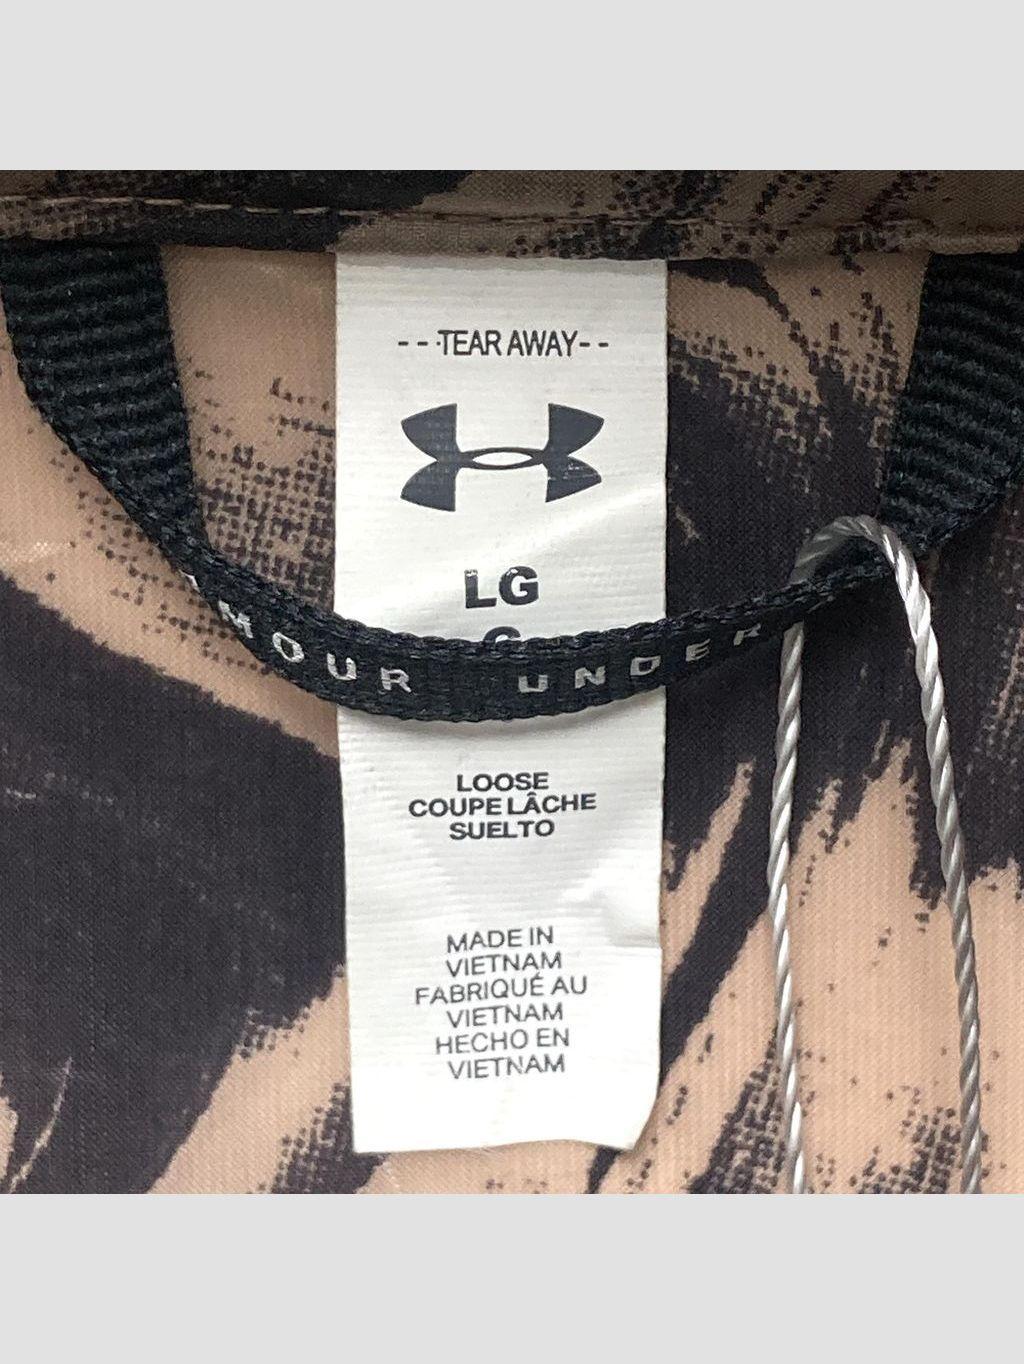 --TEAR AWAY--
LG
G
MOUR UNDER
LOOSE
COUPE LÂCHE
SUELTO
MADE IN
VIETNAM
FABRIQUÉ AU
VIETNAM
HECHO EN
VIETNAM